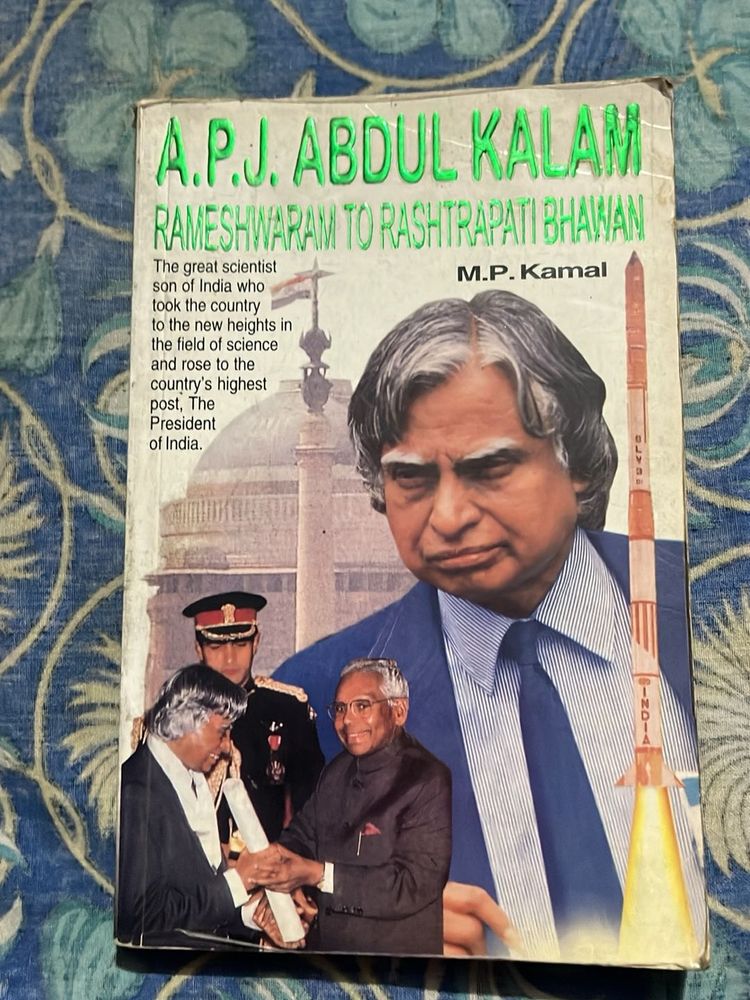 A.P.J. ABDUL KALAM
RAMESHWARAM TO RASHTRAPATI BHAWAN
M.P. Kamal
The great scientist
son of India who
took the country
to the new heights in
the field of science
and rose to the
country's highest
post, The
President
of India.
INDIA